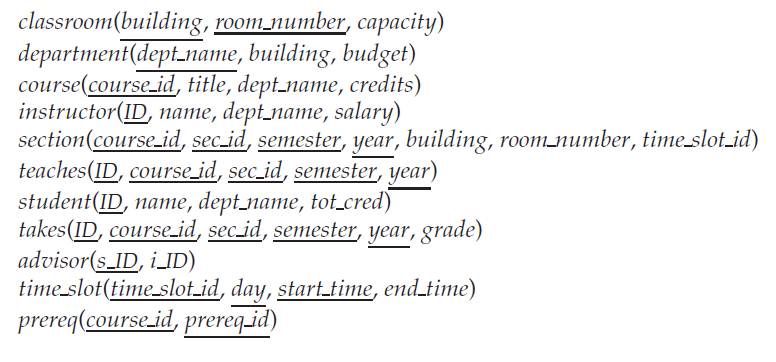 classroom(building, room_number, capacity)
department(dept_name, building, budget)
course(course_id, title, dept_name, credits)
instructor(ID, name, dept_name, salary)
section(course_id, sec_id, semester, year, building, room_number, time_slot_id)
teaches(ID, course_id, sec_id, semester, year)
student(ID, name, dept_name, tot_cred)
takes(ID, course_id, sec_id, semester, year, grade)
advisor(s_ID, i_ID)
time_slot(time_slot_id, day, start_time, end_time)
prereq(course_id, prereq_id)